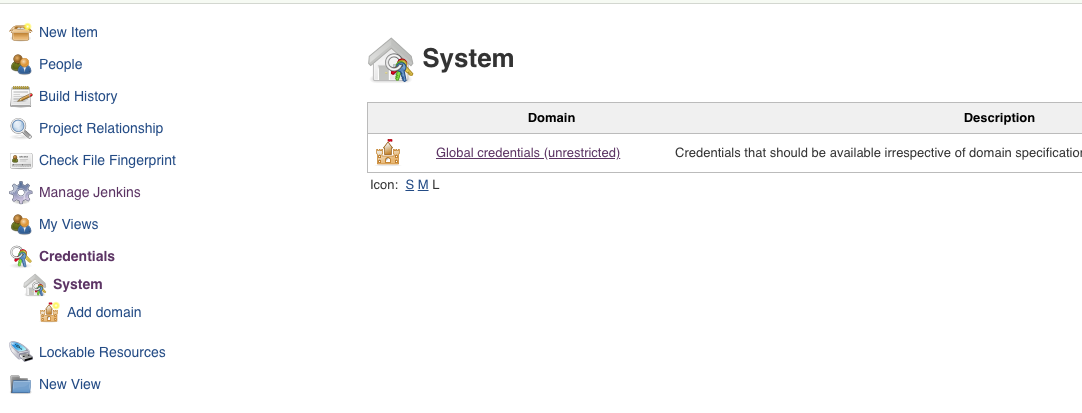 New Item
People
Build History
Project Relationship
Check File Fingerprint
Manage Jenkins
My Views
Credentials
System
Add domain
Lockable Resources
New View
System
Domain Description
Global credentials (unrestricted) Credentials that should be available irrespective of domain specification
Icon: S M L